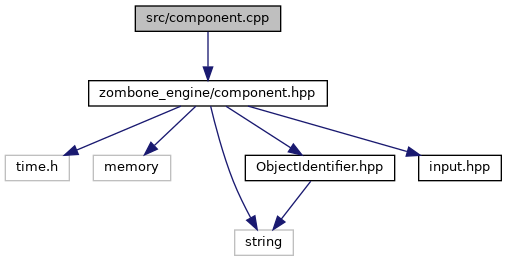 src/component.cpp
zombone_engine/component.hpp
time.h
memory
ObjectIdentifier.hpp
input.hpp
string